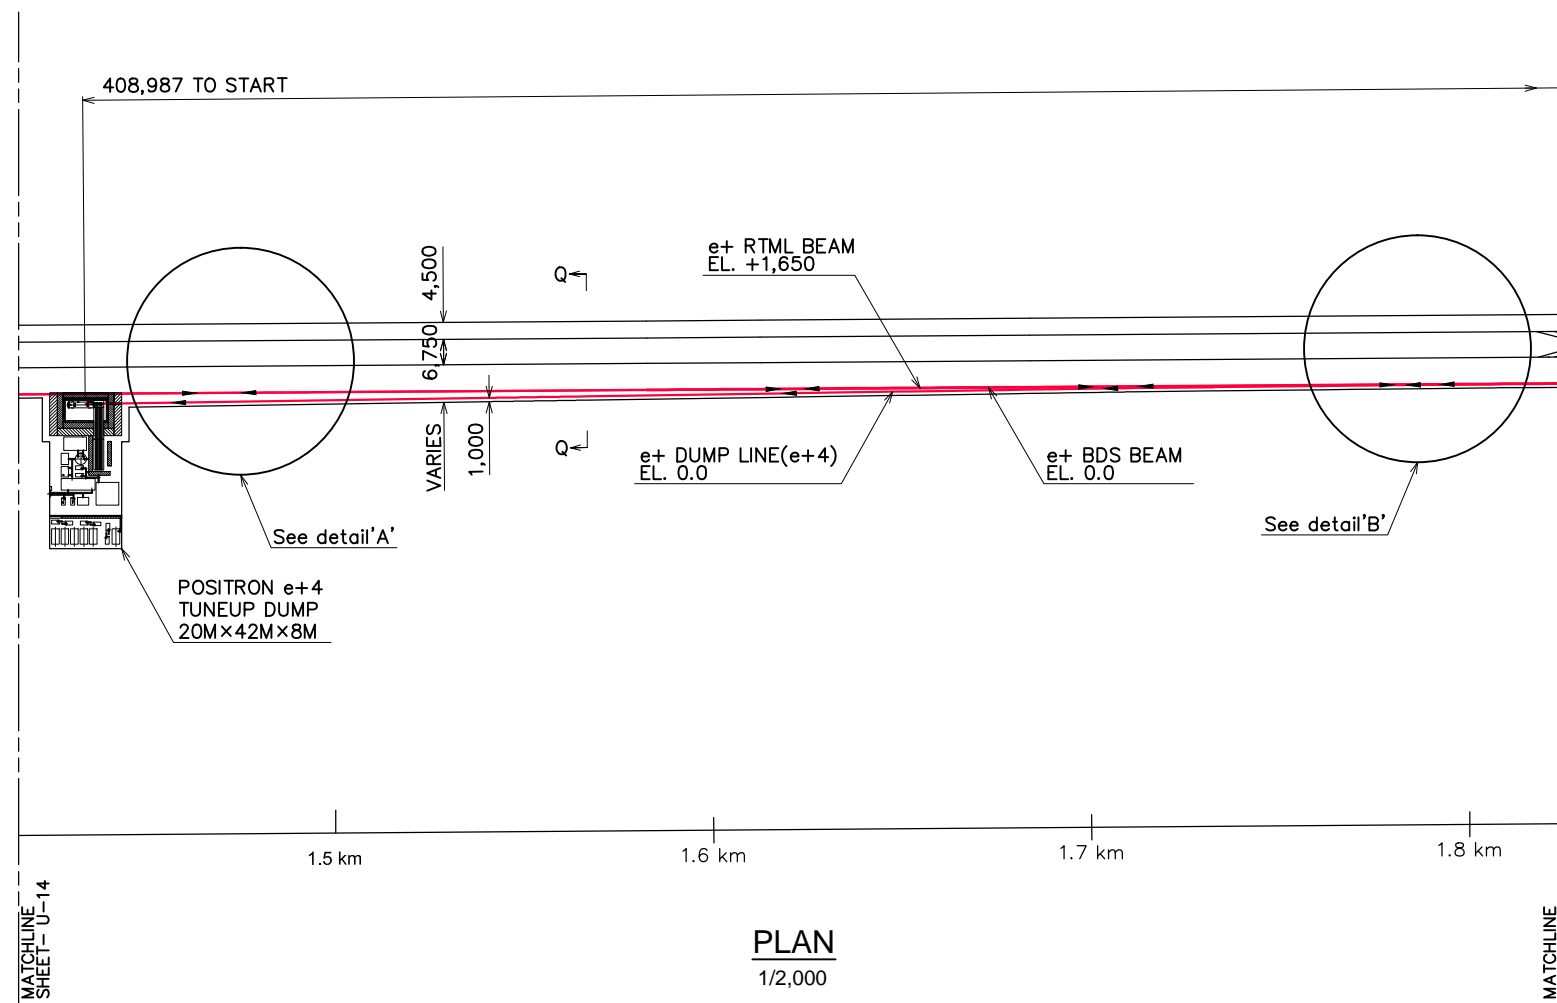 408,987 TO START
4,500
6,750
VARIES
1,000
Q
Q
e+ RTML BEAM
EL. +1,650
e+ DUMP LINE(e+4)
EL. 0.0
e+ BDS BEAM
EL. 0.0
See detail'A'
See detail'B'
POSITRON e+4
TUNEUP DUMP
20M×42M×8M
1.5 km
1.6 km
1.7 km
1.8 km
MATCHLINE
SHEET- U-14
MATCHLINE
PLAN
1/2,000